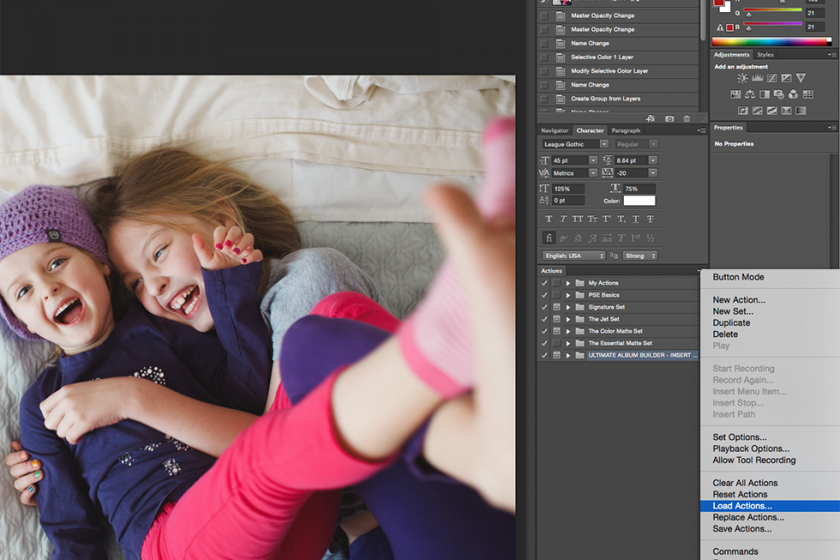 Master Opacity Change
Master Opacity Change
Name Change
Selective Color 1 Layer
Modify Selective Color Layer
Name Change
Create Group from Layers
G 21
B 21
Adjustments Styles
Add an adjustment
Properties
No Properties
Navigator Character Paragraph
League Gothic Regular
45 pt 8.64 pt
Metrics -20
125% 75%
0 pt Color:
English: USA Strong
Actions
My Actions
PSE Basics
Signature Set
The Jet Set
The Color Matte Set
The Essential Matte Set
ULTIMATE ALBUM BUILDER - INSERT ...
Button Mode
New Action...
New Set...
Duplicate
Delete
Play
Start Recording
Record Again...
Insert Menu Item...
Insert Stop...
Insert Path
Set Options...
Playback Options...
Allow Tool Recording
Clear All Actions
Reset Actions
Load Actions...
Replace Actions...
Save Actions...
Commands